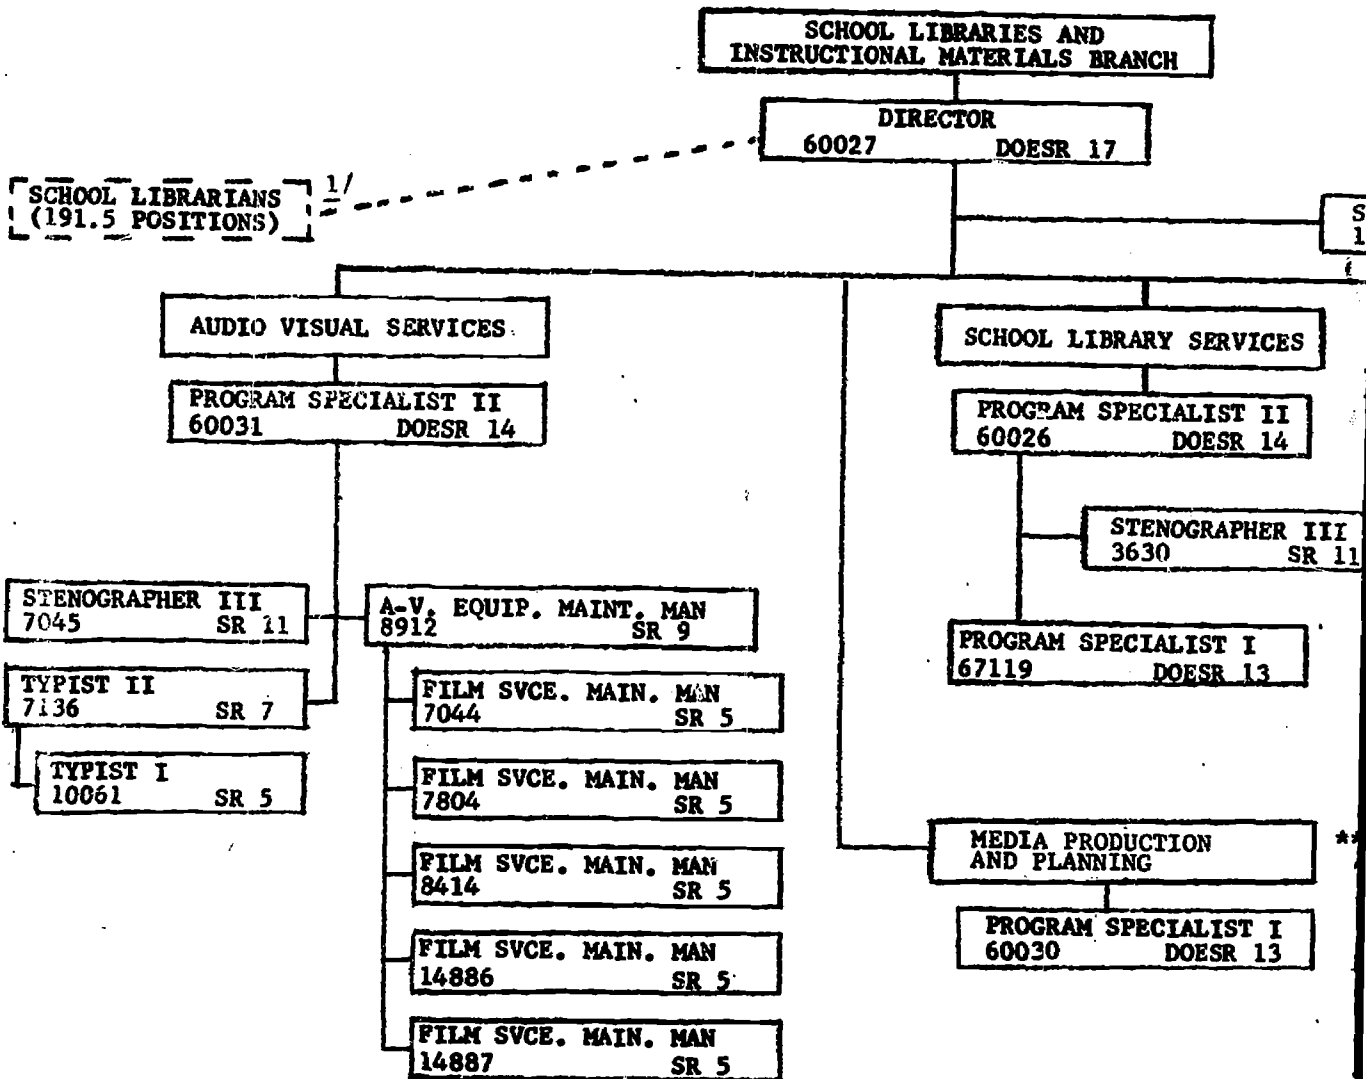 SCHOOL LIBRARIES AND
INSTRUCTIONAL MATERIALS BRANCH
DIRECTOR
60027 DOESR 17
SCHOOL LIBRARIANS 1/
(191.5 POSITIONS)
S
1
AUDIO VISUAL SERVICES
PROGRAM SPECIALIST II
60031 DOESR 14
STENOGRAPHER III
7045 SR 11
TYPIST II
7136 SR 7
TYPIST I
10061 SR 5
A-V. EQUIP. MAINT. MAN
8912 SR 9
FILM SVCE. MAIN. MAN
7044 SR 5
FILM SVCE. MAIN. MAN
7804 SR 5
FILM SVCE. MAIN. MAN
8414 SR 5
FILM SVCE. MAIN. MAN
14886 SR 5
FILM SVCE. MAIN. MAN
14887 SR 5
SCHOOL LIBRARY SERVICES
PROGRAM SPECIALIST II
60026 DOESR 14
STENOGRAPHER III
3630 SR 11
PROGRAM SPECIALIST I
67119 DOESR 13
MEDIA PRODUCTION **
AND PLANNING
PROGRAM SPECIALIST I
60030 DOESR 13